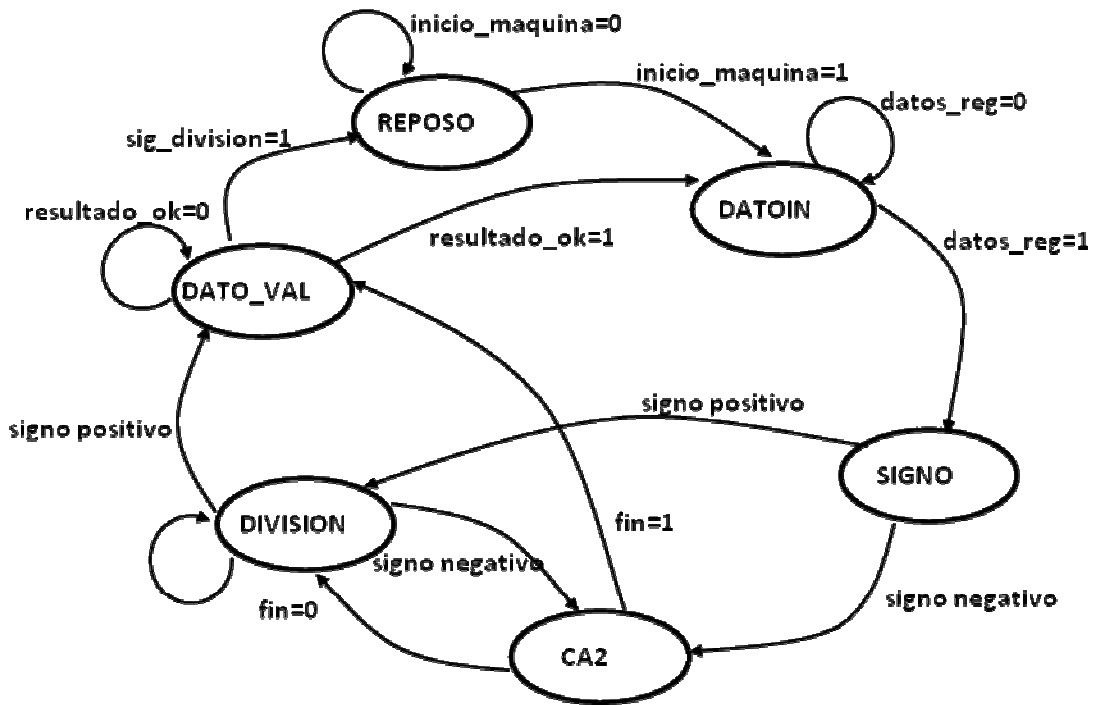 inicio_maquina=0
inicio_maquina=1
datos_reg=0
REPOSO
sig_division=1
DATOIN
resultado_ok=0
resultado_ok=1
datos_reg=1
DATO_VAL
signo positivo
signo positivo
SIGNO
DIVISION
fin=1
signo negativo
signo negativo
fin=0
CA2